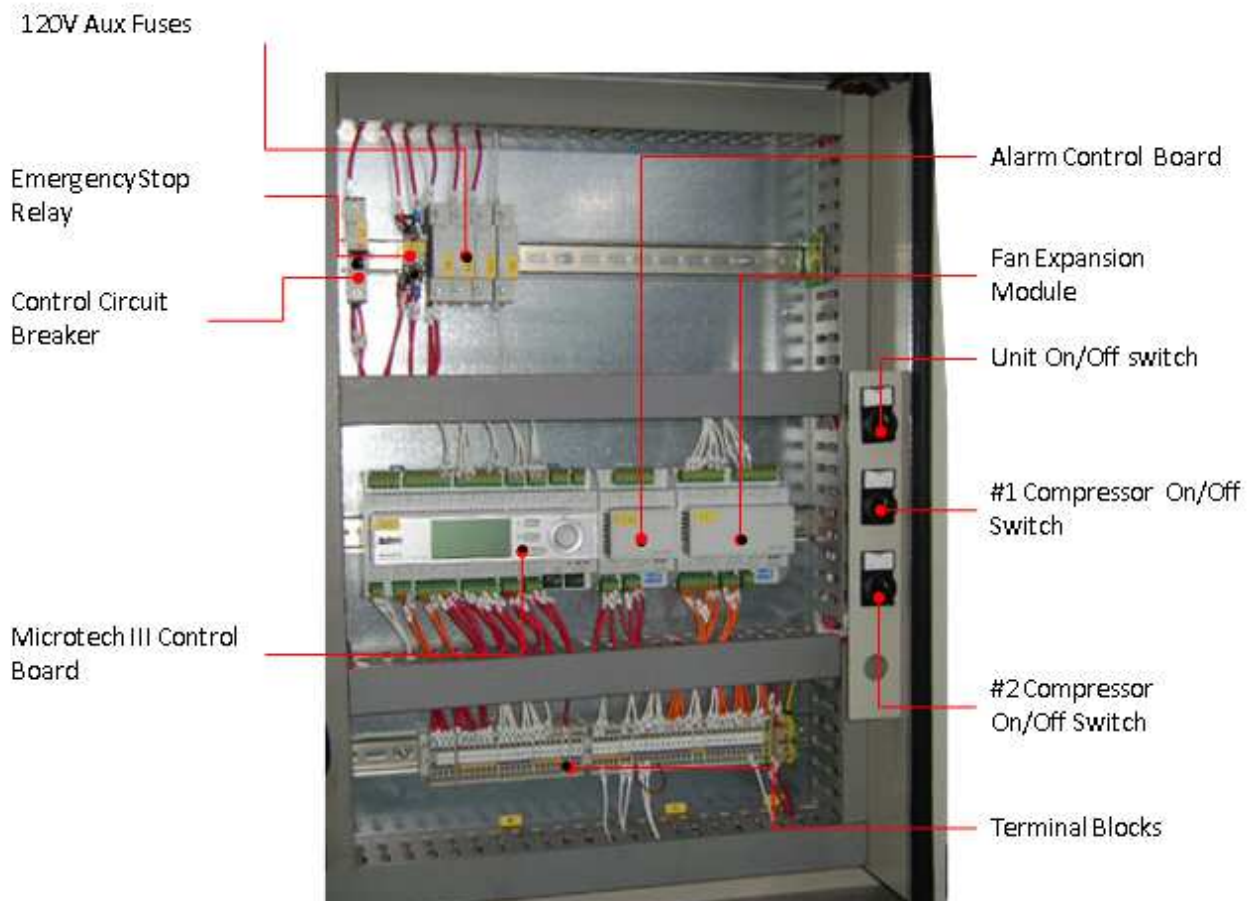 120V Aux Fuses
Emergency Stop
Relay
Control Circuit
Breaker
Microtech III Control
Board
Alarm Control Board
Fan Expansion
Module
Unit On/Off switch
#1 Compressor On/Off
Switch
#2 Compressor
On/Off Switch
Terminal Blocks